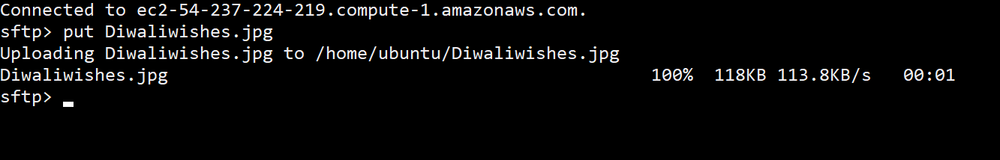 Connected to ec2-54-237-224-219.compute-1.amazonaws.com.
sftp> put Diwaliwishes.jpg
Uploading Diwaliwishes.jpg to /home/ubuntu/Diwaliwishes.jpg
Diwaliwishes.jpg 100% 118KB 113.8KB/s 00:01
sftp>